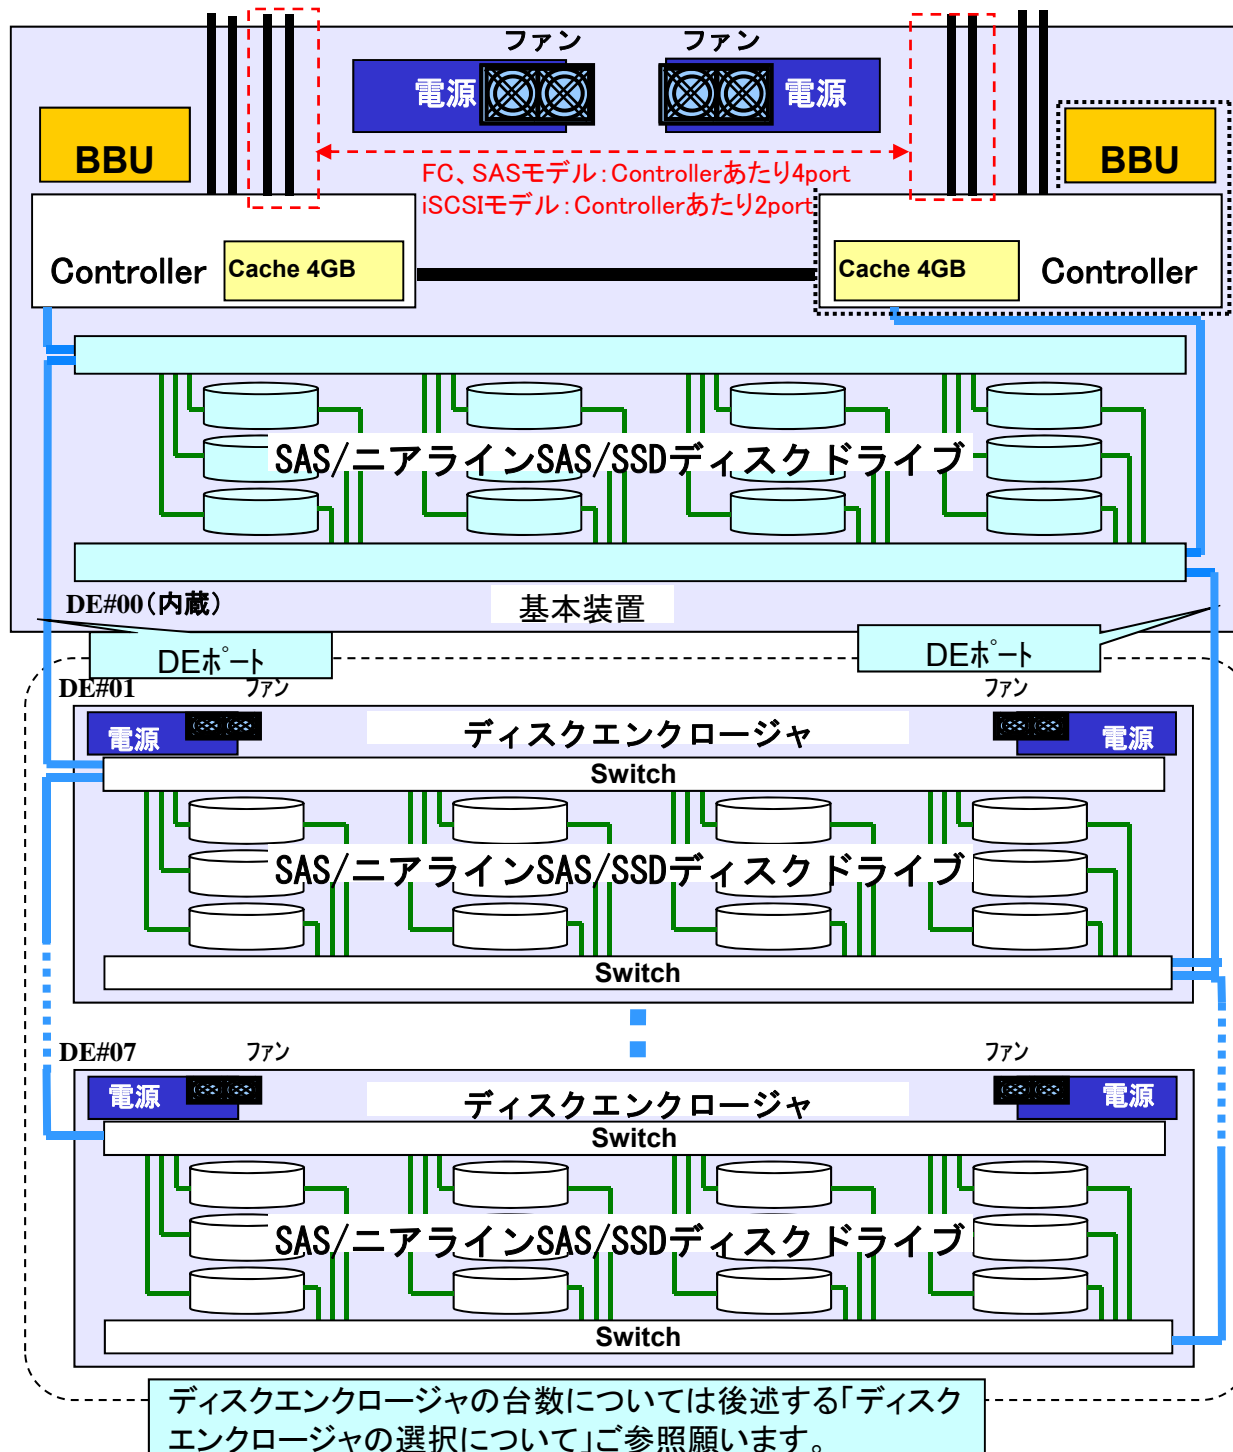 ファン
ファン
電源
電源
BBU
BBU
FC、SASモデル：Controllerあたり4port
iSCSIモデル：Controllerあたり2port
Controller
Cache 4GB
Cache 4GB
Controller
SAS/ニアラインSAS/SSDディスクドライブ
DE#00（内蔵）
基本装置
DEポート
DEポート
DE#01
ファン
ファン
電源
ディスクエンクロージャ
電源
Switch
SAS/ニアラインSAS/SSDディスクドライブ
Switch
DE#07
ファン
ファン
電源
ディスクエンクロージャ
電源
Switch
SAS/ニアラインSAS/SSDディスクドライブ
Switch
ディスクエンクロージャの台数については後述する「ディスク
エンクロージャの選択について」ご参照願います。